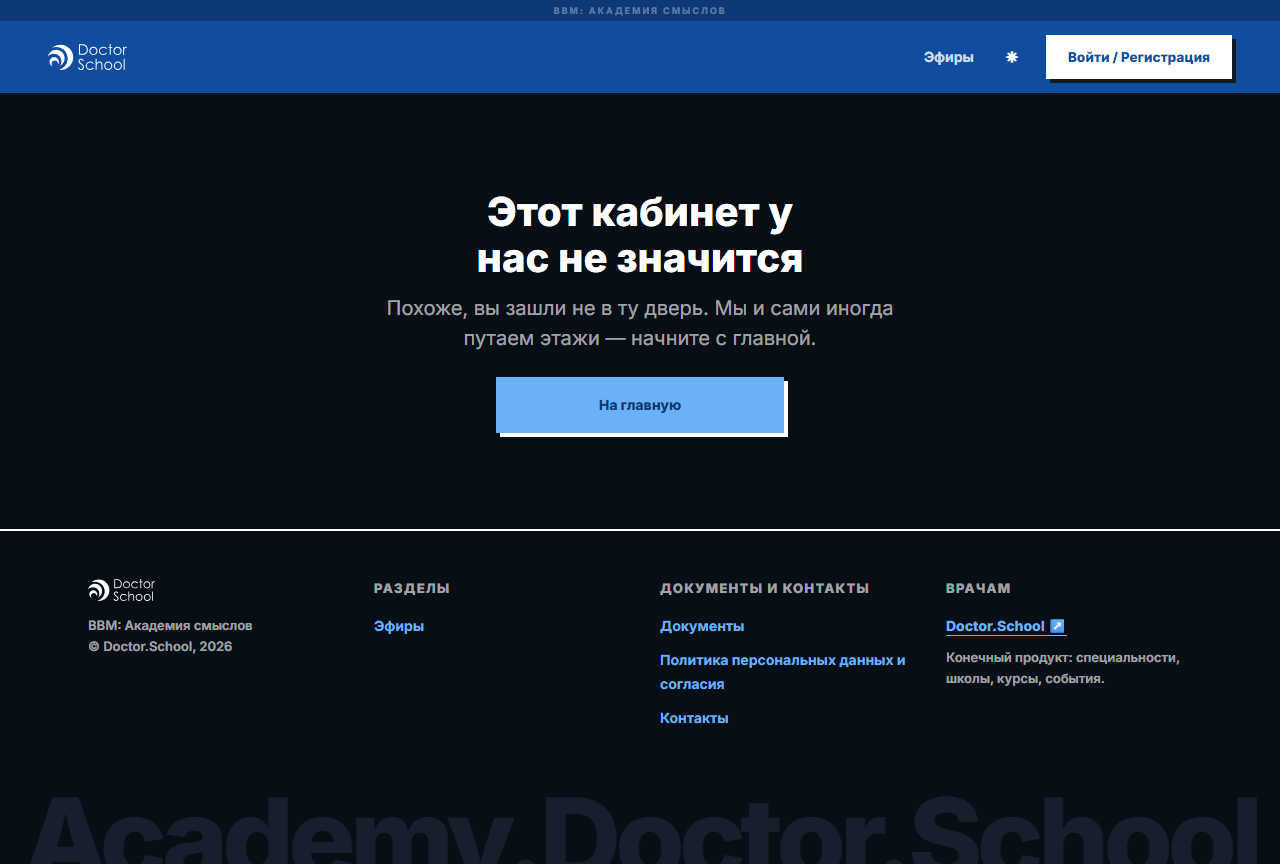 ВВМ: АКАДЕМИЯ СМЫСЛОВ
Doctor
School
Эфиры
Войти / Регистрация
Этот кабинет у
нас не значится
Похоже, вы зашли не в ту дверь. Мы и сами иногда
путаем этажи — начните с главной.
На главную
Doctor
School
ВВМ: Академия смыслов
© Doctor.School, 2026
РАЗДЕЛЫ
Эфиры
ДОКУМЕНТЫ И КОНТАКТЫ
Документы
Политика персональных данных и
согласия
Контакты
ВРАЧАМ
Doctor.School
Конечный продукт: специальности,
школы, курсы, события.
Academy.Doctor.School